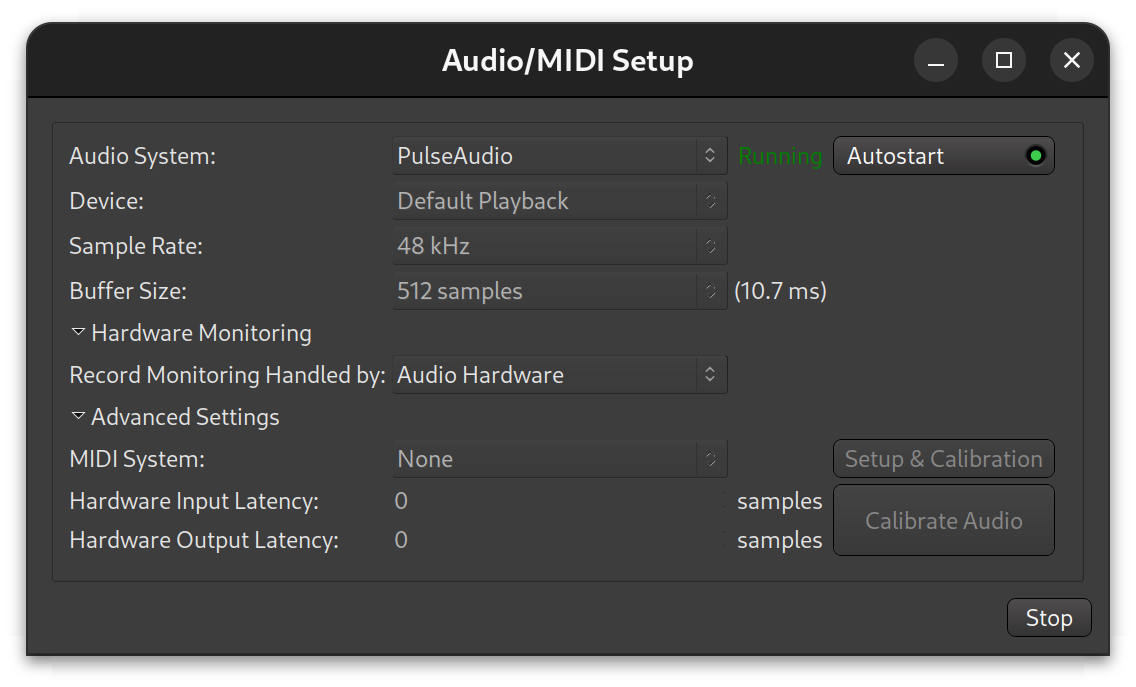 Audio/MIDI Setup
Audio System: PulseAudio Running Autostart
Device: Default Playback
Sample Rate: 48 kHz
Buffer Size: 512 samples (10.7 ms)
Hardware Monitoring
Record Monitoring Handled by: Audio Hardware
Advanced Settings
MIDI System: None Setup & Calibration
Hardware Input Latency: 0 samples
Calibrate Audio
Hardware Output Latency: 0 samples
Stop